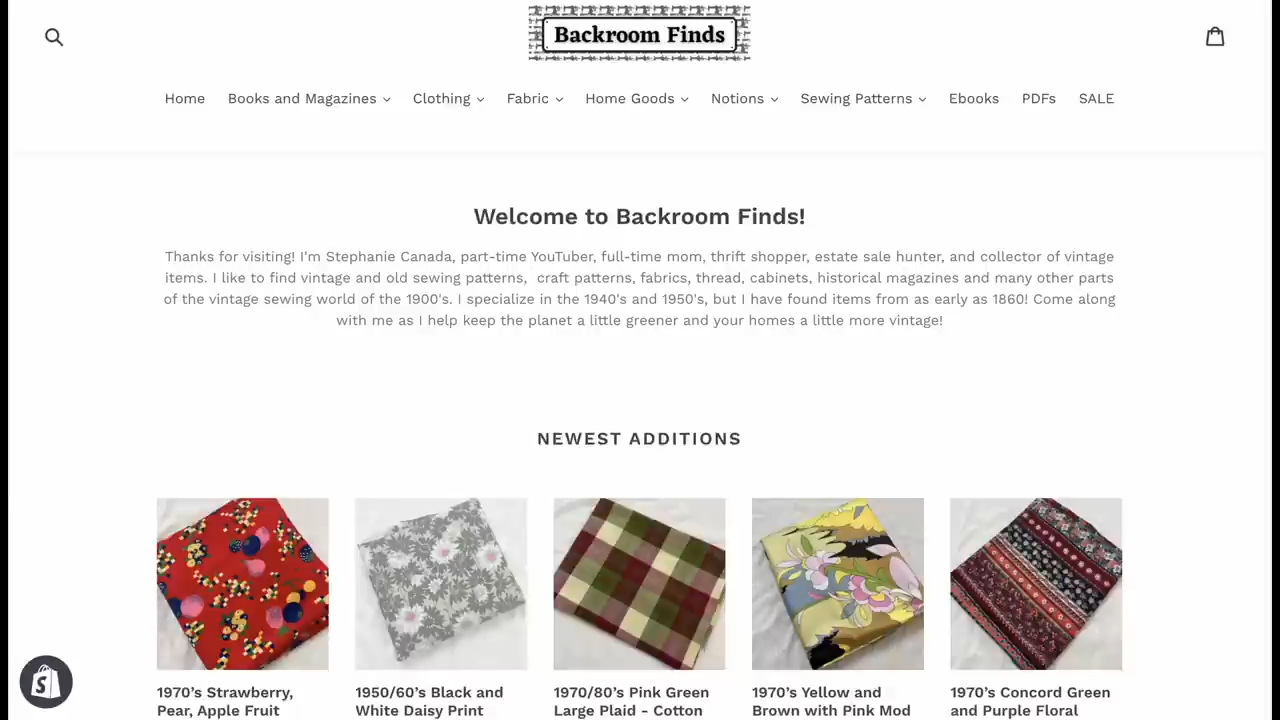 Backroom Finds
Home Books and Magazines Clothing Fabric Home Goods Notions Sewing Patterns Ebooks PDFs SALE
Welcome to Backroom Finds!
Thanks for visiting! I'm Stephanie Canada, part-time YouTuber, full-time mom, thrift shopper, estate sale hunter, and collector of vintage
items. I like to find vintage and old sewing patterns, craft patterns, fabrics, thread, cabinets, historical magazines and many other parts
of the vintage sewing world of the 1900's. I specialize in the 1940's and 1950's, but I have found items from as early as 1860! Come along
with me as I help keep the planet a little greener and your homes a little more vintage!
NEWEST ADDITIONS
1970's Strawberry,
Pear, Apple Fruit
1950/60's Black and
White Daisy Print
1970/80's Pink Green
Large Plaid - Cotton
1970's Yellow and
Brown with Pink Mod
1970's Concord Green
and Purple Floral